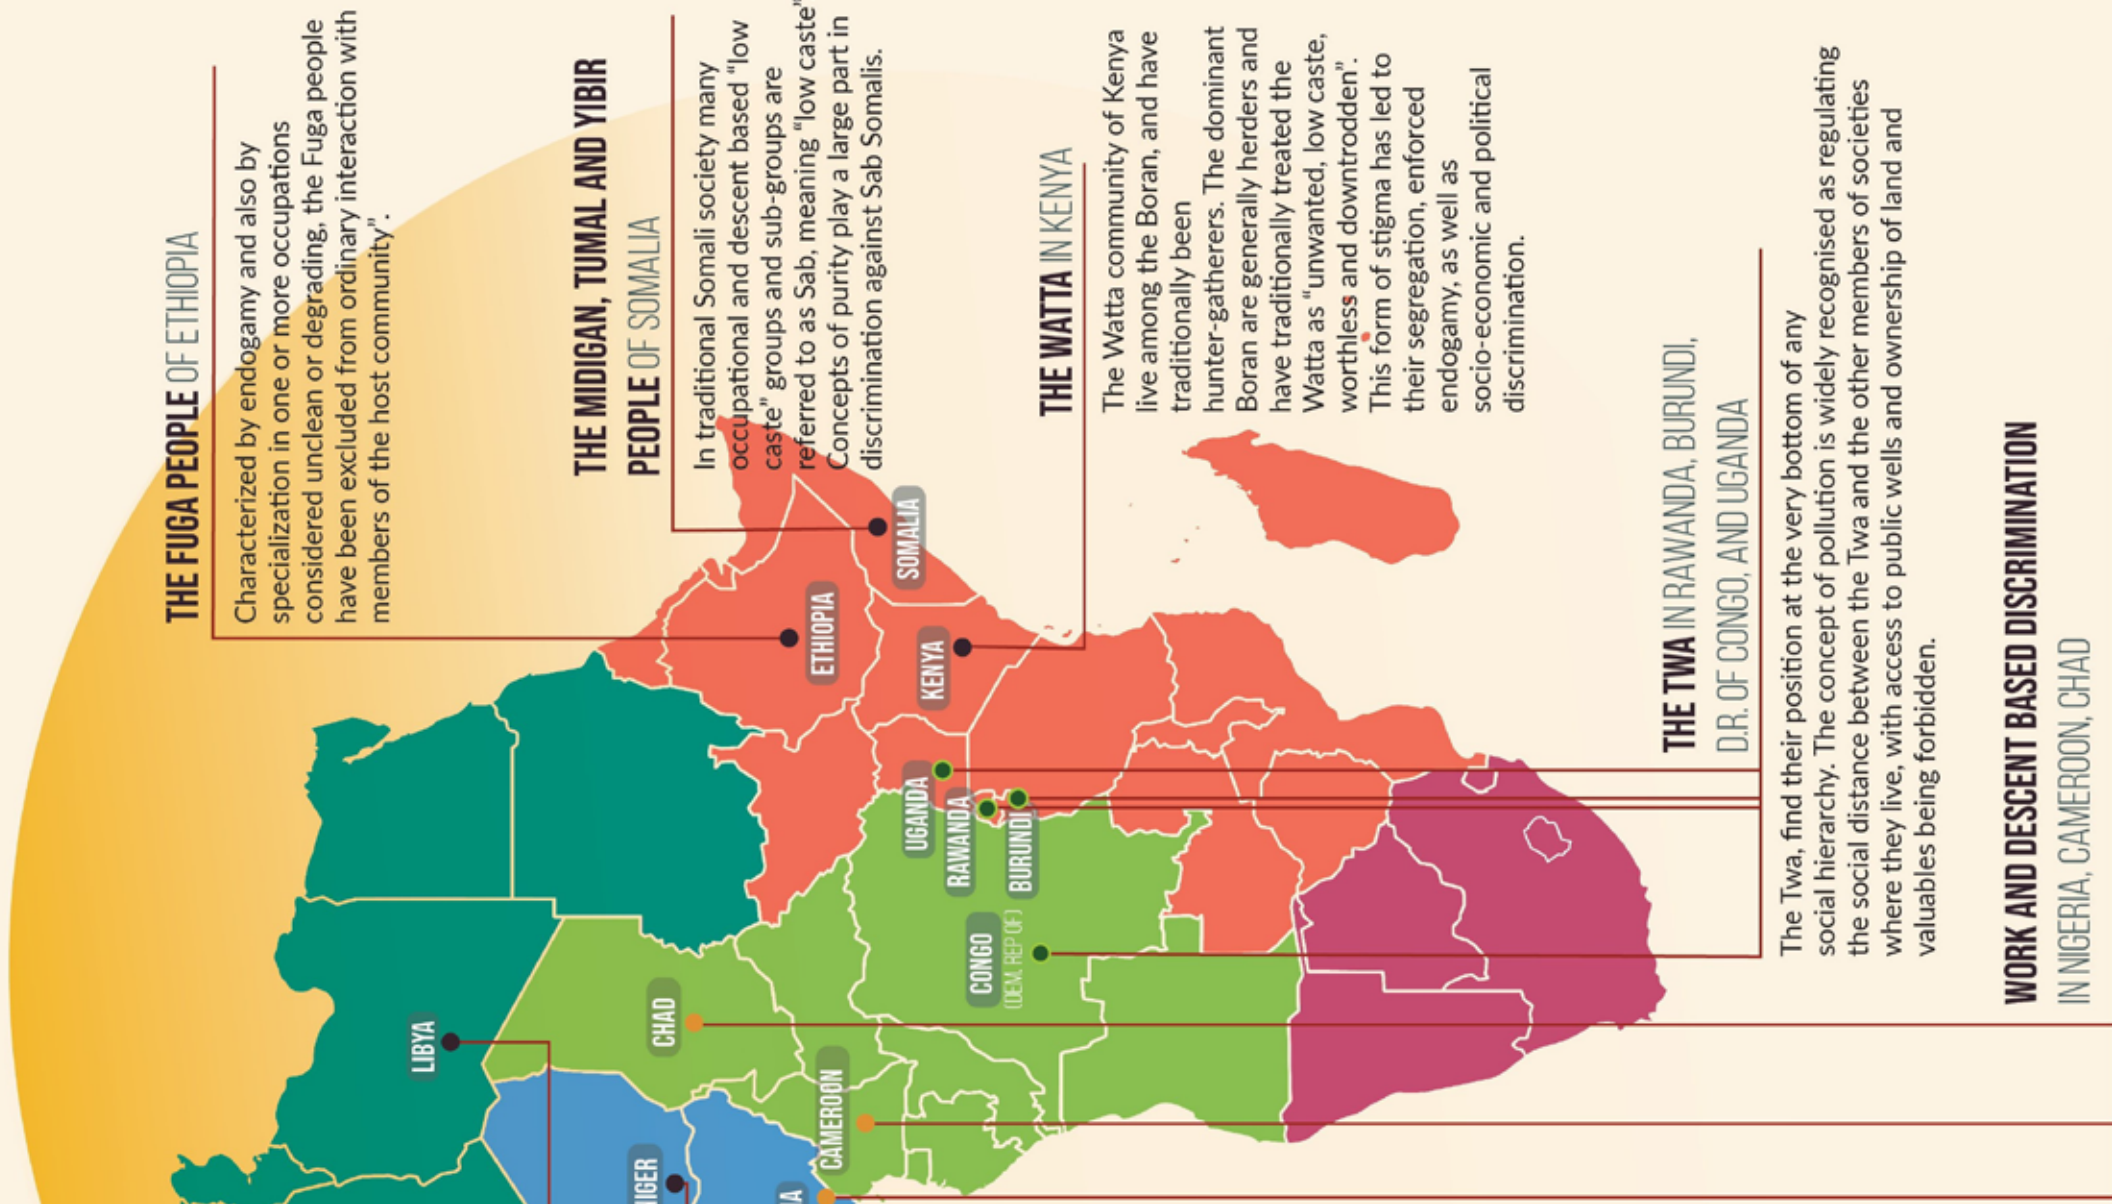 THE FUGA PEOPLE OF ETHIOPIA
Characterized by endogamy and also by
specialization in one or more occupations
considered unclean or degrading, the Fuga people
have been excluded from ordinary interaction with
members of the host community”.
THE MIDIGAN, TUMAL AND YIBIR
PEOPLE OF SOMALIA
In traditional Somali society many
occupational and descent based “low
caste” groups and sub-groups are
referred to as Sab, meaning “low caste”
Concepts of purity play a large part in
discrimination against Sab Somalis.
THE WATTA IN KENYA
The Watta community of Kenya
live among the Boran, and have
traditionally been
hunter-gatherers. The dominant
Boran are generally herders and
have traditionally treated the
Watta as “unwanted, low caste,
worthless and downtrodden”.
This form of stigma has led to
their segregation, enforced
endogamy, as well as
socio-economic and political
discrimination.
THE TWA IN RAWANDA, BURUNDI,
D.R. OF CONGO, AND UGANDA
The Twa, find their position at the very bottom of any
social hierarchy. The concept of pollution is widely recognised as regulating
the social distance between the Twa and the other members of societies
where they live, with access to public wells and ownership of land and
valuables being forbidden.
WORK AND DESCENT BASED DISCRIMINATION
IN NIGERIA, CAMEROON, CHAD
SOMALIA
ETHIOPIA
KENYA
UGANDA
RAWANDA
BURUNDI
CONGO
(DEM. REP OF)
CHAD
LIBYA
CAMEROON